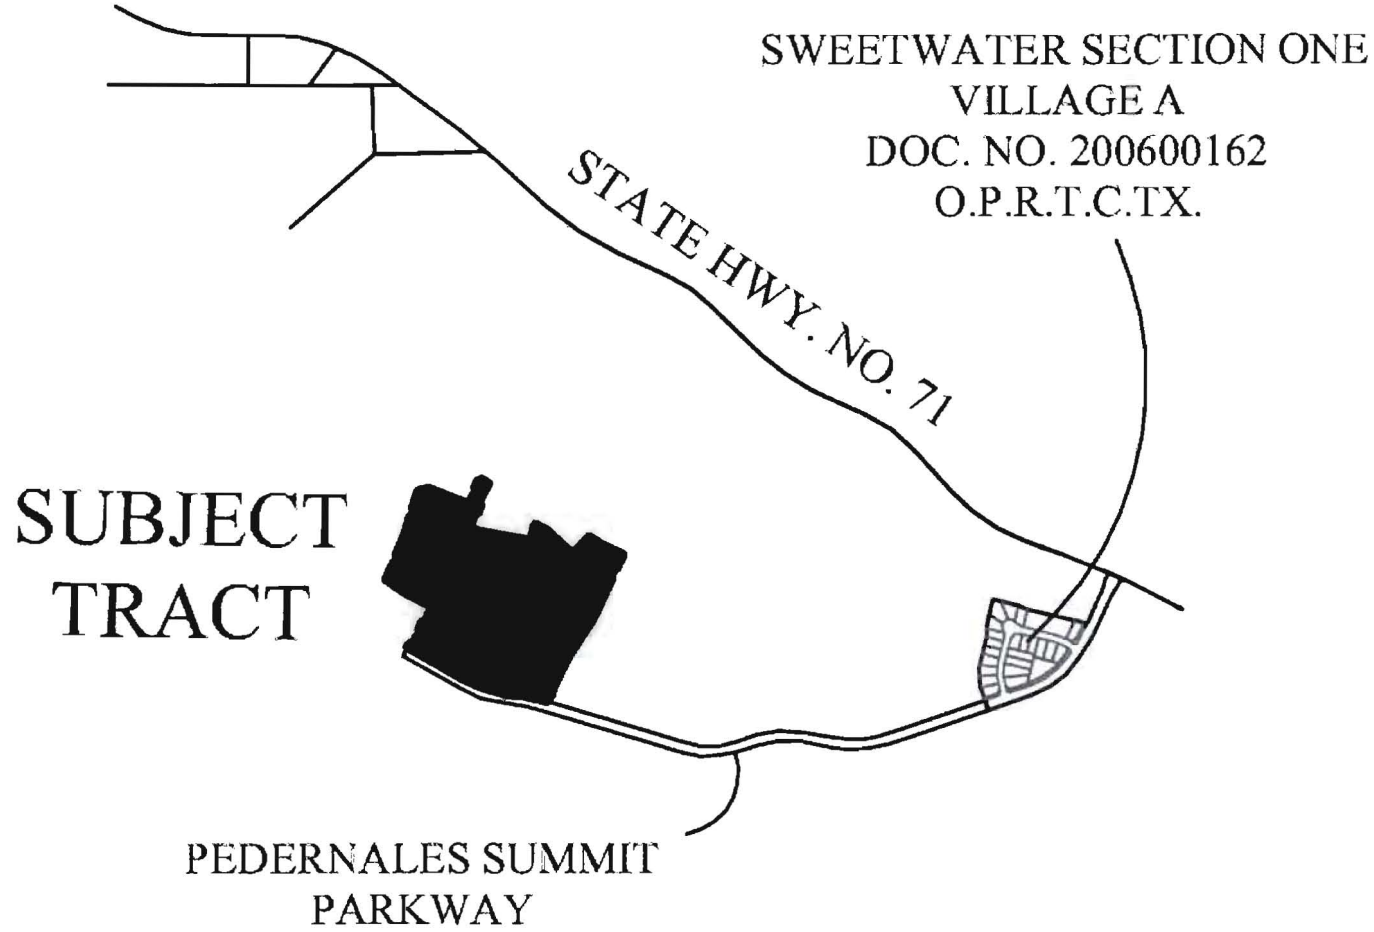 SWEETWATER SECTION ONE
VILLAGE A
DOC. NO. 200600162
O.P.R.T.C.TX.
STATE HWY. NO. 71
SUBJECT
TRACT
PEDERNALES SUMMIT
PARKWAY